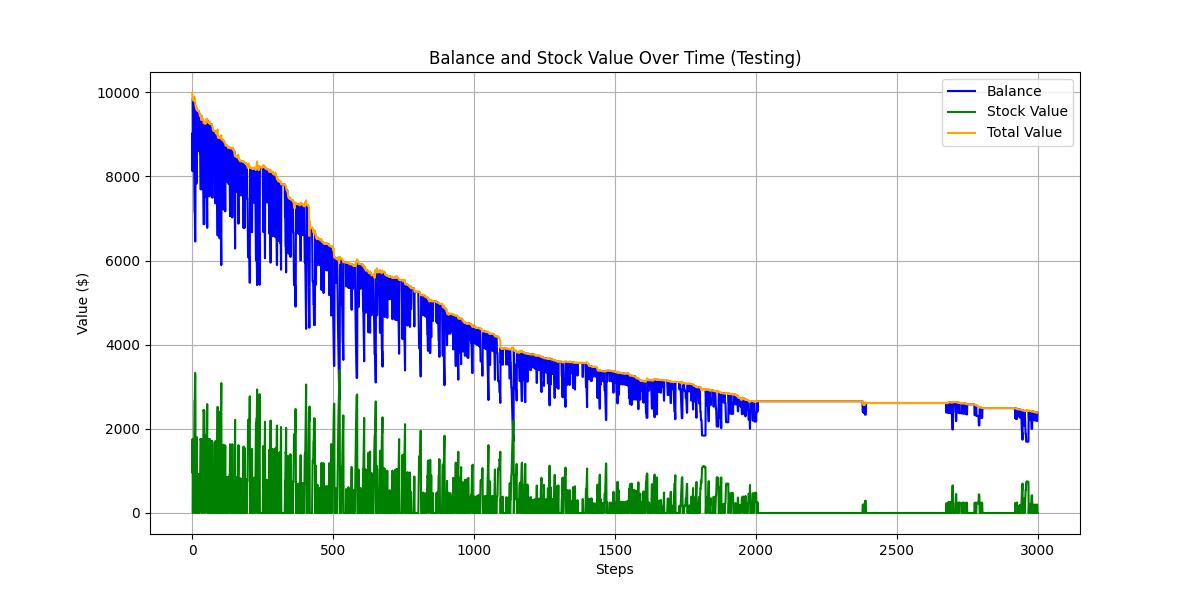 Balance and Stock Value Over Time (Testing)
10000
8000
6000
4000
2000
0
Value ($)
Balance
Stock Value
Total Value
0 500 1000 1500 2000 2500 3000
Steps